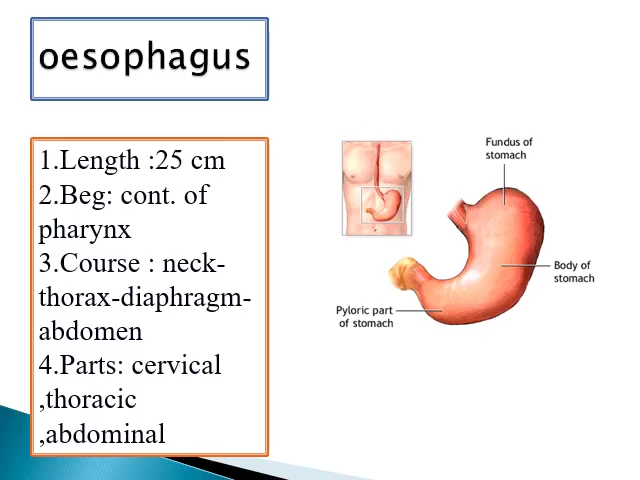 oesophagus
1.Length :25 cm
2.Beg: cont. of
pharynx
3.Course : neck-
thorax-diaphragm-
abdomen
4.Parts: cervical
,thoracic
,abdominal
Fundus of
stomach
Body of
stomach
Pyloric part
of stomach